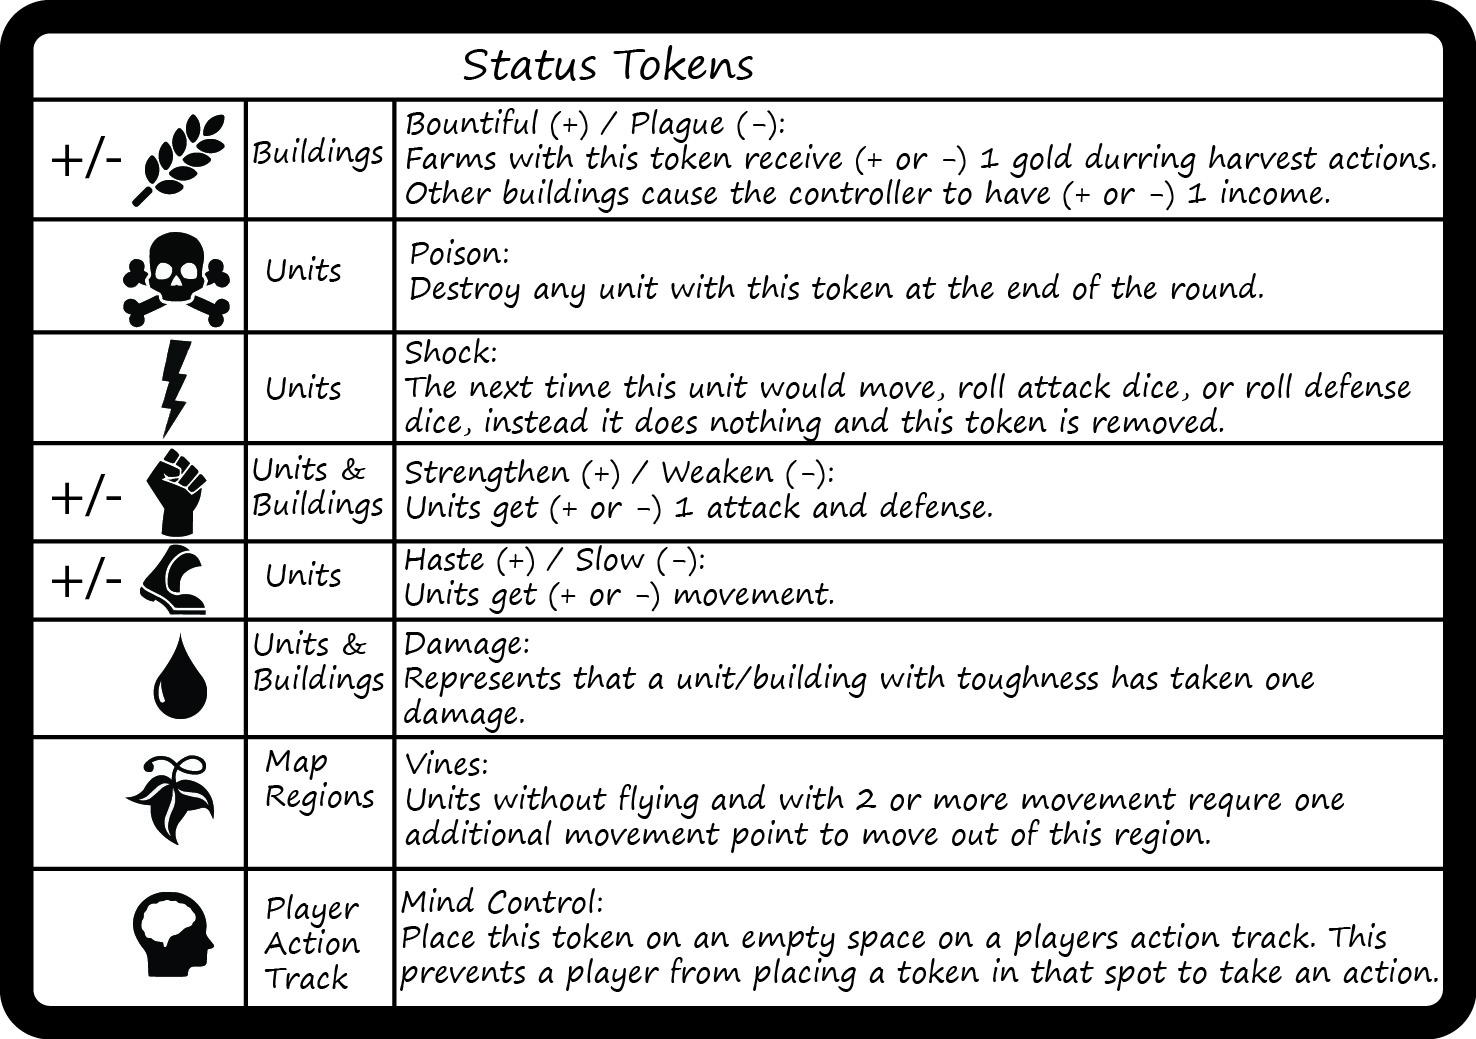 Status Tokens
+/-
Buildings
Bountiful (+) / Plague (-):
Farms with this token receive (+ or -) 1 gold durring harvest actions.
Other buildings cause the controller to have (+ or -) 1 income.
Units
Poison:
Destroy any unit with this token at the end of the round.
Units
Shock:
The next time this unit would move, roll attack dice, or roll defense
dice, instead it does nothing and this token is removed.
+/-
Units &
Buildings
Strengthen (+) / Weaken (-):
Units get (+ or -) 1 attack and defense.
+/-
Units
Haste (+) / Slow (-):
Units get (+ or -) movement.
Units &
Buildings
Damage:
Represents that a unit/building with toughness has taken one
damage.
Map
Regions
Vines:
Units without flying and with 2 or more movement requre one
additional movement point to move out of this region.
Player
Action
Track
Mind Control:
Place this token on an empty space on a players action track. This
prevents a player from placing a token in that spot to take an action.